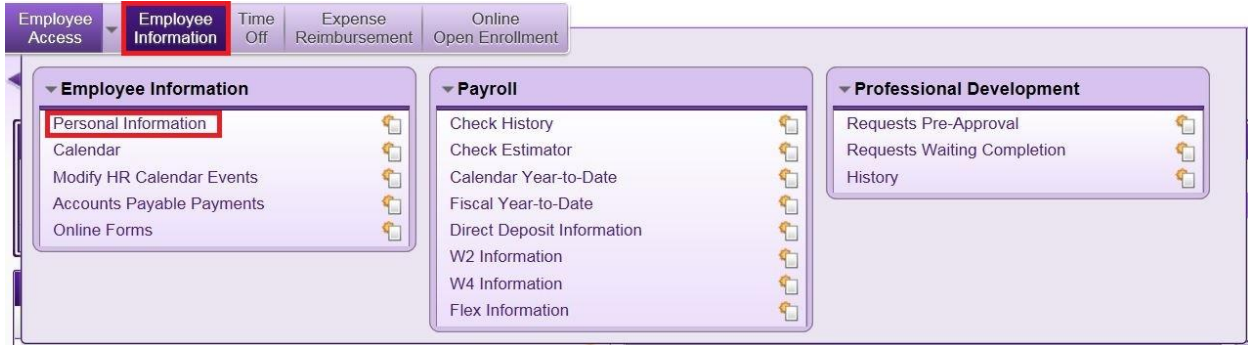 Employee
Access
Employee
Information
Time
Off
Expense
Reimbursement
Online
Open Enrollment
Employee Information
Personal Information
Calendar
Modify HR Calendar Events
Accounts Payable Payments
Online Forms
Payroll
Check History
Check Estimator
Calendar Year-to-Date
Fiscal Year-to-Date
Direct Deposit Information
W2 Information
W4 Information
Flex Information
Professional Development
Requests Pre-Approval
Requests Waiting Completion
History